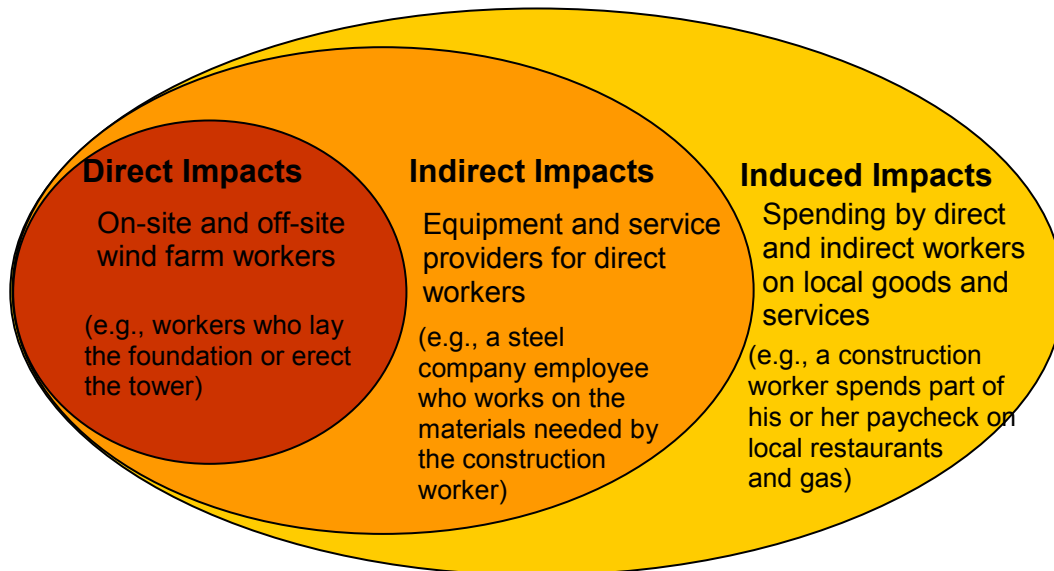 Direct Impacts
On-site and off-site
wind farm workers
(e.g., workers who lay
the foundation or erect
the tower)
Indirect Impacts
Equipment and service
providers for direct
workers
(e.g., a steel
company employee
who works on the
materials needed by
the construction
worker)
Induced Impacts
Spending by direct
and indirect workers
on local goods and
services
(e.g., a construction
worker spends part of
his or her paycheck on
local restaurants
and gas)